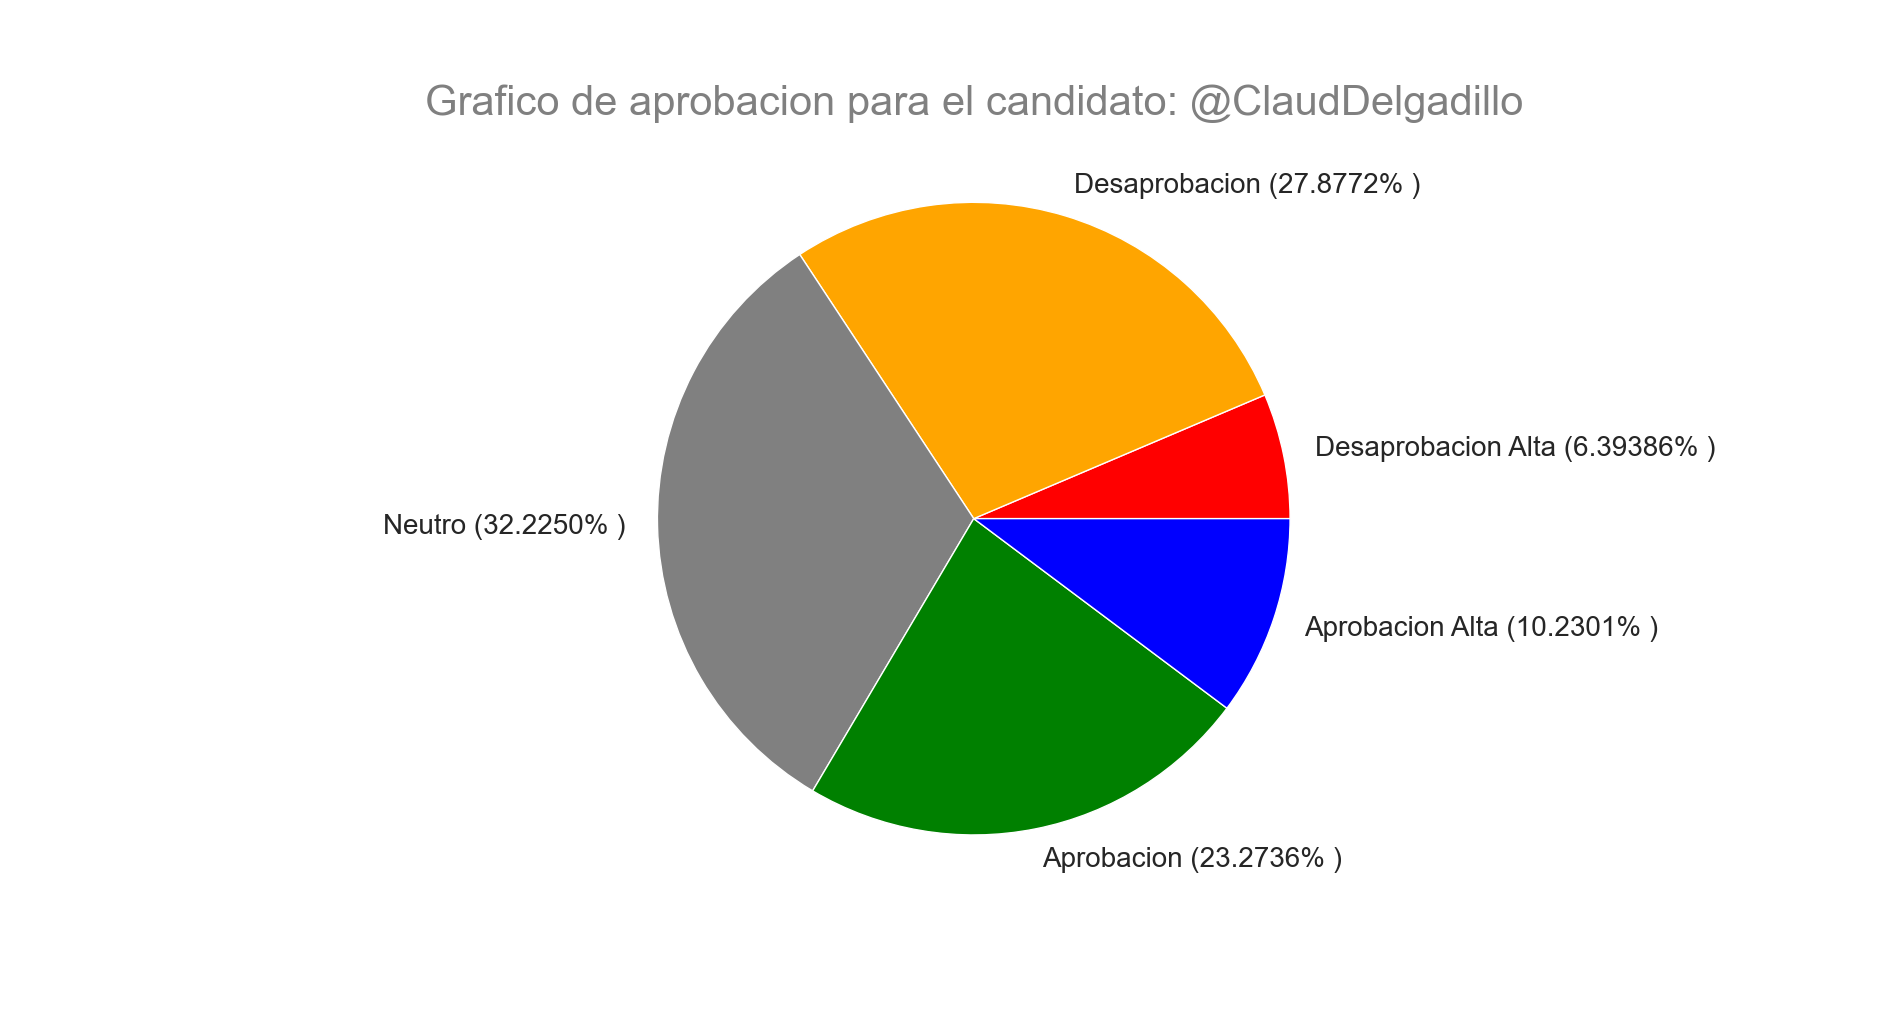 Grafico de aprobacion para el candidato: @ClaudDelgadillo
Desaprobacion (27.8772% )
Desaprobacion Alta (6.39386% )
Neutro (32.2250% )
Aprobacion Alta (10.2301% )
Aprobacion (23.2736% )